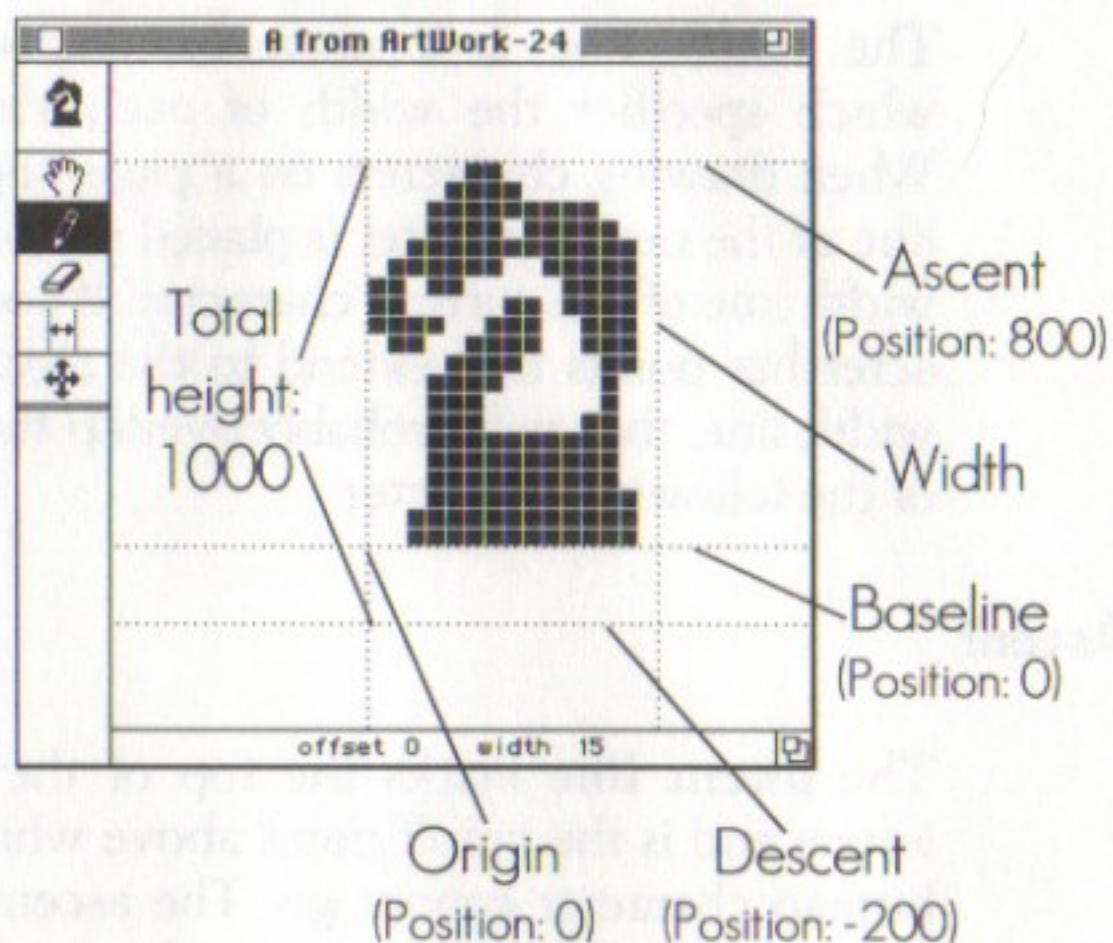 A from ArtWork-24
Total
height:
1000
Ascent
(Position: 800)
Width
Baseline
(Position: 0)
offset 0 width 15
Origin
(Position: 0)
Descent
(Position: -200)